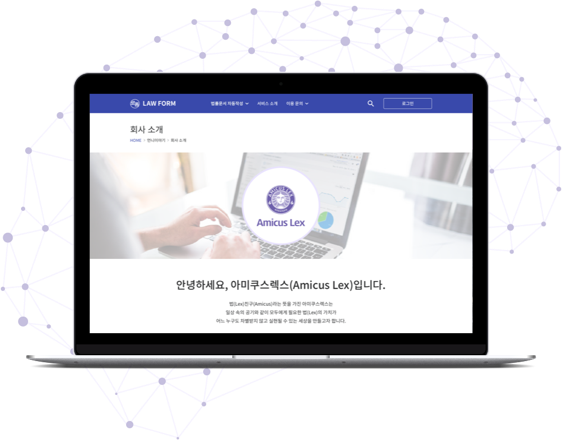 LAW FORM
법률문서 자동작성 서비스 소개 이용 문의 로그인
회사 소개
HOME > 만나이야기 > 회사 소개
AMICUS LEX
Amicus Lex
안녕하세요, 아미쿠스렉스(Amicus Lex)입니다.
법(Lex)친구(Amicus)라는 뜻을 가진 아미쿠스렉스는
일상 속의 공기와 같이 모두에게 필요한 법(Lex)의 가치가
어느 누구도 차별받지 않고 실현될 수 있는 세상을 만들고자 합니다.